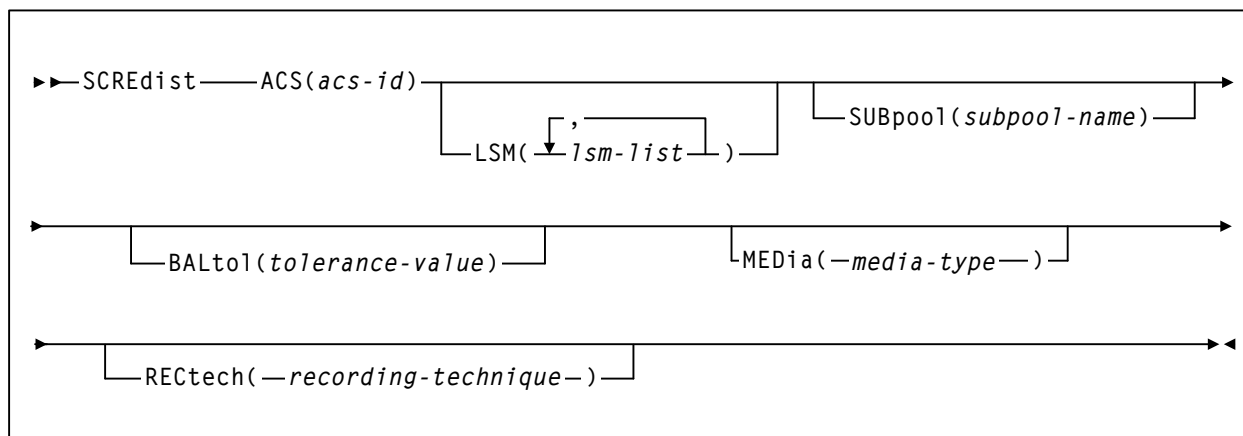 SCREdist ACS(acs-id)
,
LSM( lsm-list )
SUBpool(subpool-name)
BALtol(tolerance-value)
MEDia( media-type )
RECtech( recording-technique )